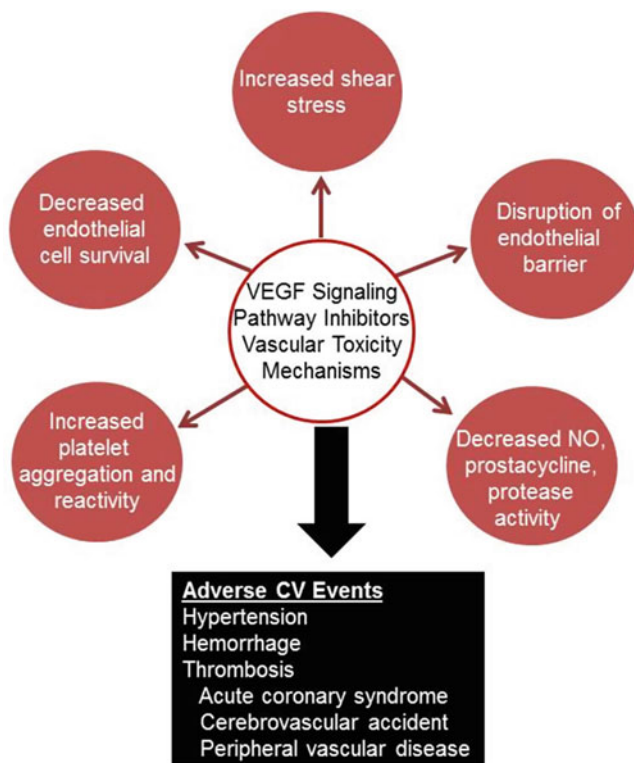 Increased shear
stress
Decreased
endothelial
cell survival
Disruption of
endothelial
barrier
VEGF Signaling
Pathway Inhibitors
Vascular Toxicity
Mechanisms
Increased
platelet
aggregation and
reactivity
Decreased NO,
prostacycline,
protease
activity
Adverse CV Events
Hypertension
Hemorrhage
Thrombosis
Acute coronary syndrome
Cerebrovascular accident
Peripheral vascular disease